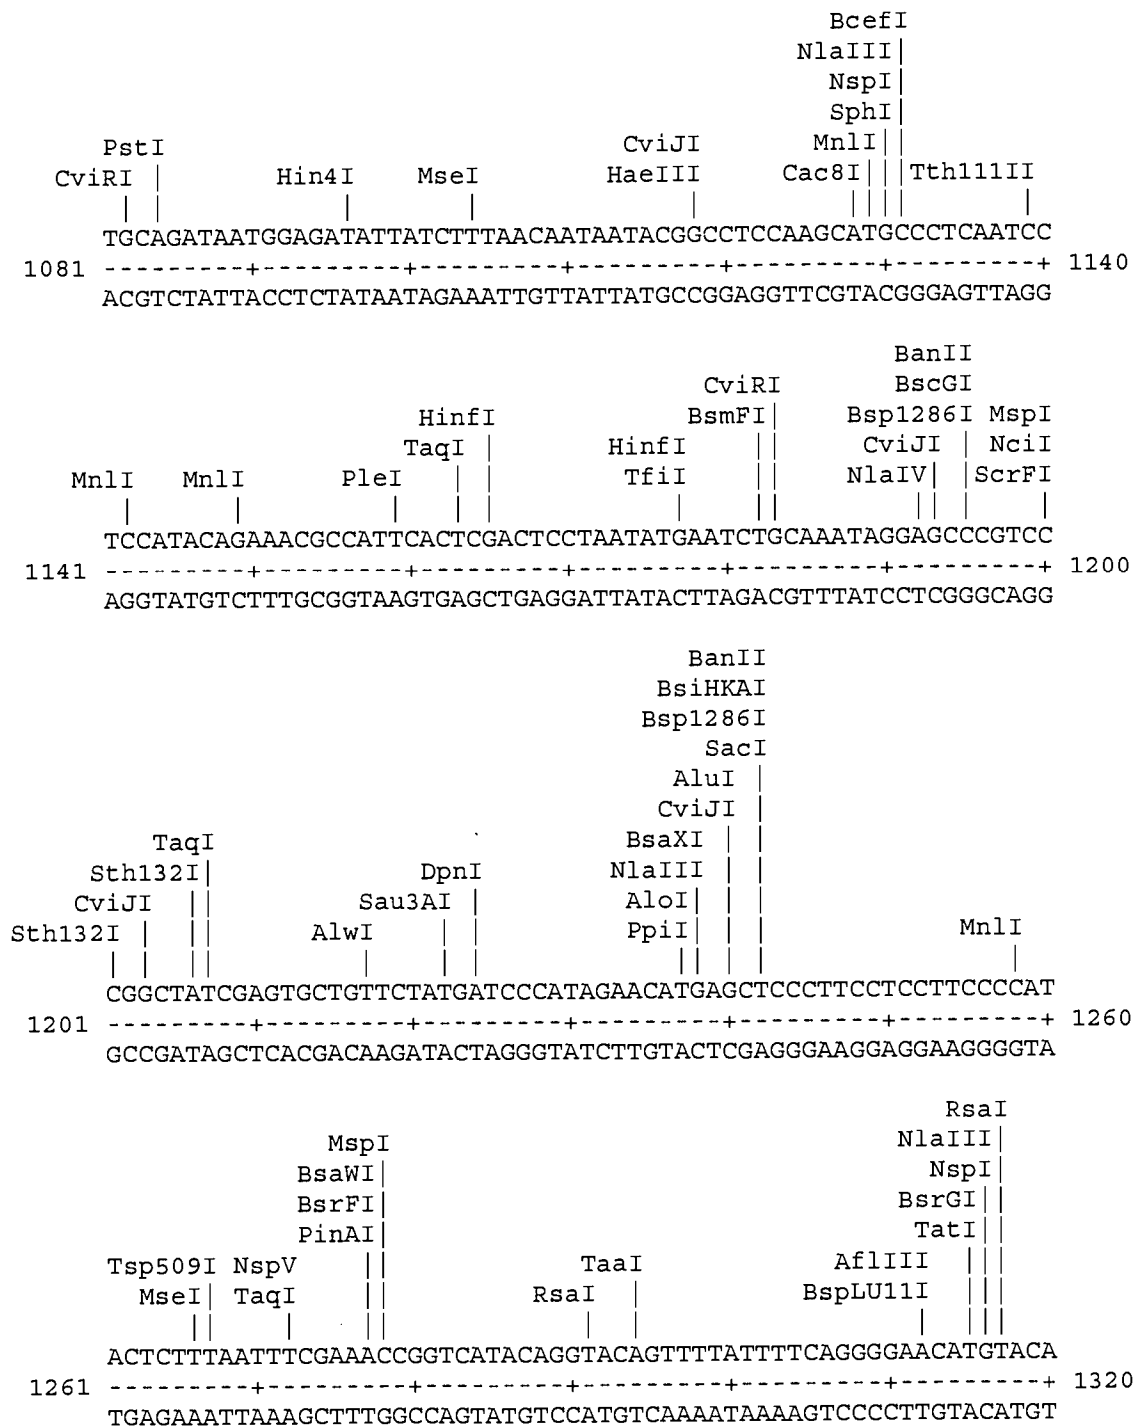 BcefI
NlaIII|
NspI|
SphI|
PstI CviJI MnlI||
CviRI | Hin4I MseI HaeIII Cac8I|||Tth111II
| | | | | ||||  |
TGCAGATAATGGAGATATTATCTTTAACAATAATACGGCCTCCAAGCATGCCCTCAATCC
1081 ---------+---------+---------+---------+---------+---------+ 1140
ACGTCTATTACCTCTATAATAGAAATTGTTATTATGCCGGAGGTTCGTACGGGAGTTAGG
BanII
CviRI BscGI
HinfI BsmFI| Bsp1286I MspI
TaqI | HinfI || CviJI | NciI
MnlI MnlI PleI | | TfiI || NlaIV| | ScrFI
| | | | | | || || | |
TCCATACAGAAACGCCATTCACTCGACTCCTAATATGAATCTGCAAATAGGAGCCCGTCC
1141 ---------+---------+---------+---------+---------+---------+ 1200
AGGTATGTCTTTGCGGTAAGTGAGCTGAGGATTATACTTAGACGTTTATCCTCGGGCAGG
BanII
BsiHKAI
Bsp1286I
SacI
AluI |
CviJI |
TaqI BsaXI | |
Sth132I| DpnI NlaIII | |
CviJI || Sau3AI | AloI| | |
Sth132I | || AlwI | | PpiI| | | MnlI
| | || | | | || | | |
CGGCTATCGAGTGCTGTTCTATGATCCCATAGAACATGAGCTCCCTTCCTCCTTCCCCAT
1201 ---------+---------+---------+---------+---------+---------+ 1260
GCCGATAGCTCACGACAAGATACTAGGGTATCTTGTACTCGAGGGAAGGAGGAAGGGGTA
RsaI
MspI NlaIII|
BsaWI| NspI|
BsrFI| BsrGI||
PinAI| TatI||
Tsp509I NspV || TaaI AflIII |||
MseI| TaqI || RsaI | BspLU11I |||
|| | || | | | |||
ACTCTTTAATTTCGAAACCGGTCATACAGGTACAGTTTTATTTTCAGGGGAACATGTACA
1261 ---------+---------+---------+---------+---------+---------+ 1320
TGAGAAATTAAAGCTTTGGCCAGTATGTCCATGTCAAAATAAAAGTCCCCTTGTACATGT